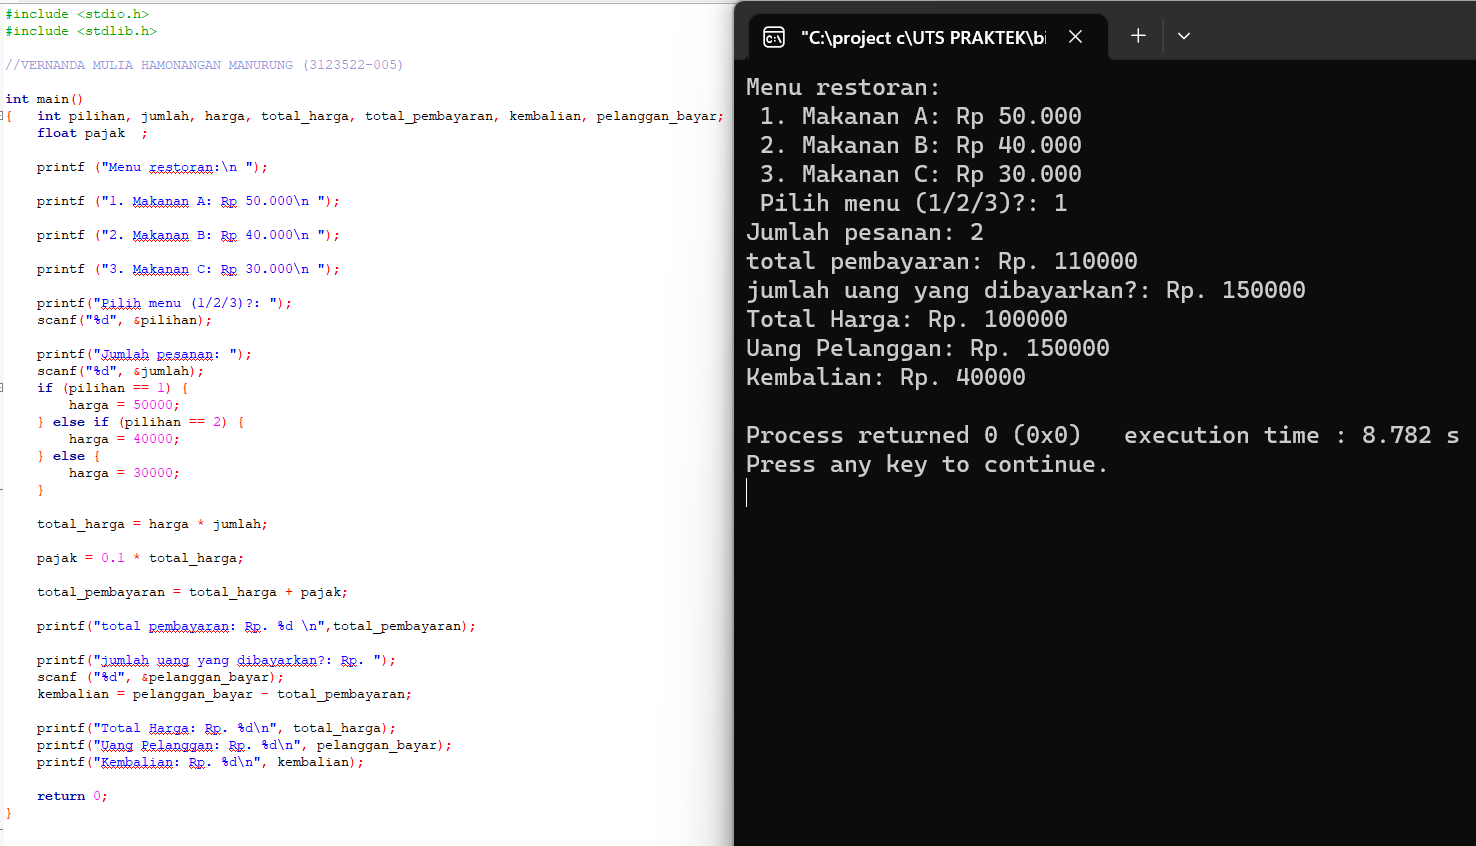 #include <stdio.h>
#include <stdlib.h>
//VERNANDA MULIA HAMONANGAN MANURUNG (3123522-005)
int main()
{   int pilihan, jumlah, harga, total_harga, total_pembayaran, kembalian, pelanggan_bayar;
    float pajak  ;
    printf ("Menu restoran:\n ");
    printf ("1. Makanan A: Rp 50.000\n ");
    printf ("2. Makanan B: Rp 40.000\n ");
    printf ("3. Makanan C: Rp 30.000\n ");
    printf("Pilih menu (1/2/3)?: ");
    scanf("%d", &pilihan);
    printf("Jumlah pesanan: ");
    scanf("%d", &jumlah);
    if (pilihan == 1) {
        harga = 50000;
    } else if (pilihan == 2) {
        harga = 40000;
    } else {
        harga = 30000;
    }
    total_harga = harga * jumlah;
    pajak = 0.1 * total_harga;
    total_pembayaran = total_harga + pajak;
    printf("total pembayaran: Rp. %d \n",total_pembayaran);
    printf("jumlah uang yang dibayarkan?: Rp. ");
    scanf ("%d", &pelanggan_bayar);
    kembalian = pelanggan_bayar - total_pembayaran;
    printf("Total Harga: Rp. %d\n", total_harga);
    printf("Uang Pelanggan: Rp. %d\n", pelanggan_bayar);
    printf("Kembalian: Rp. %d\n", kembalian);
    return 0;
}
"C:\project c\UTS PRAKTEK\bi
Menu restoran:
 1. Makanan A: Rp 50.000
 2. Makanan B: Rp 40.000
 3. Makanan C: Rp 30.000
 Pilih menu (1/2/3)?: 1
Jumlah pesanan: 2
total pembayaran: Rp. 110000
jumlah uang yang dibayarkan?: Rp. 150000
Total Harga: Rp. 100000
Uang Pelanggan: Rp. 150000
Kembalian: Rp. 40000
Process returned 0 (0x0)   execution time : 8.782 s
Press any key to continue.